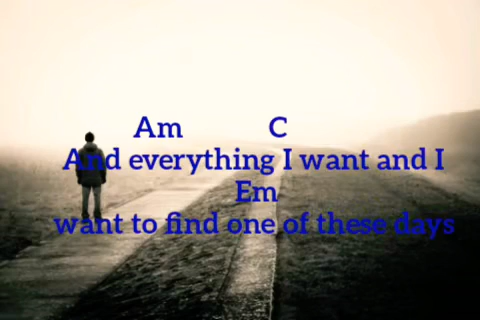 Am C
And everything I want and I
Em
want to find one of these days